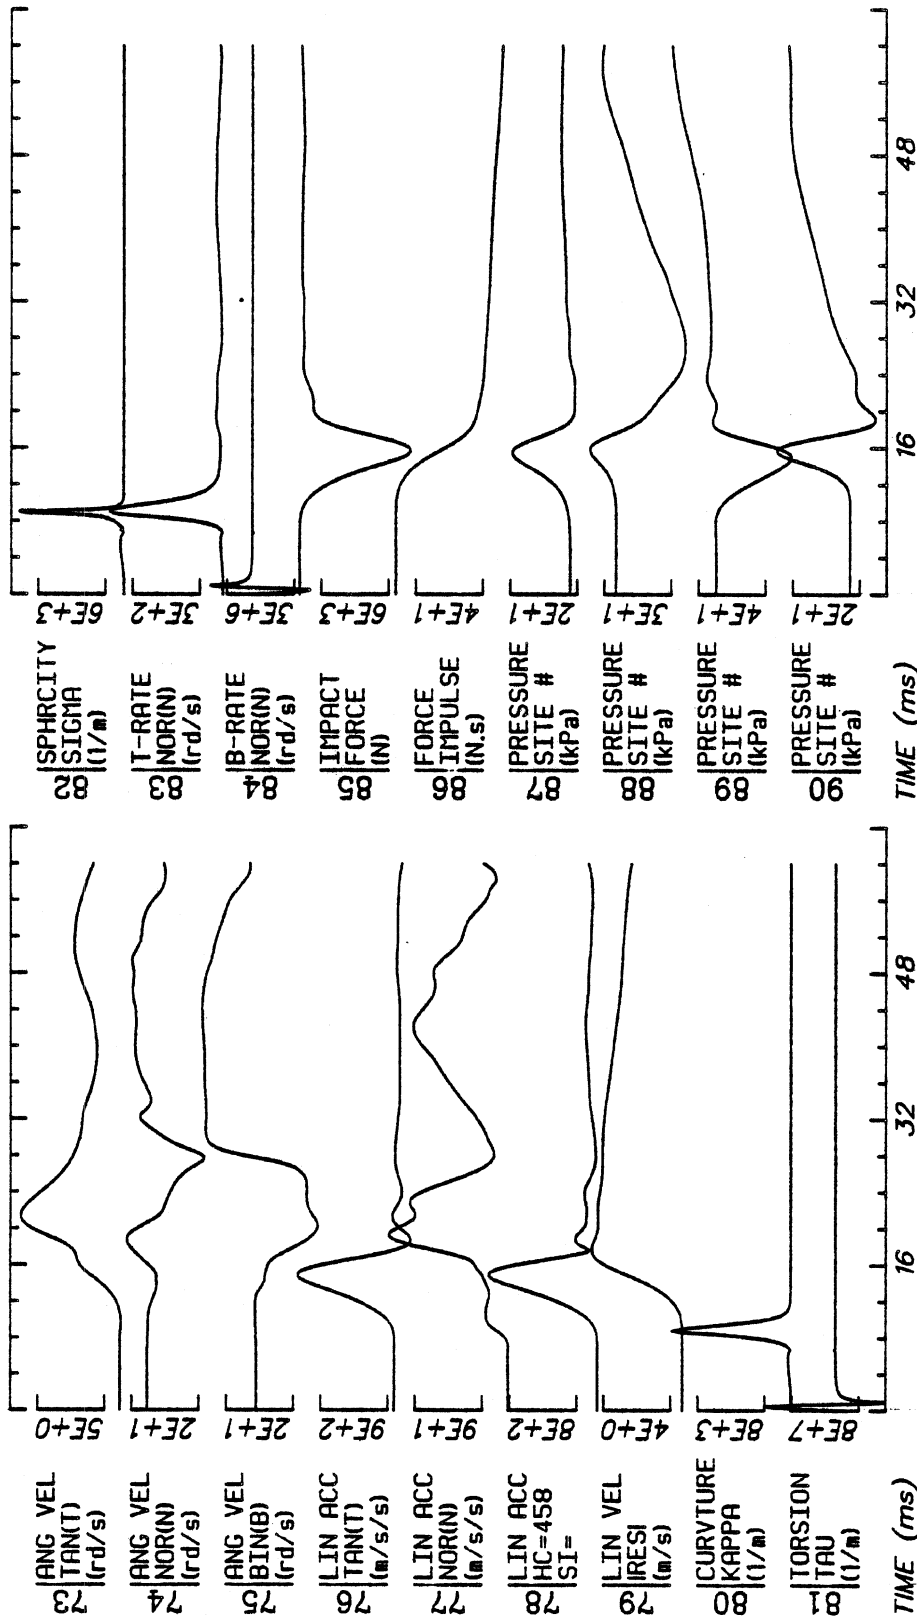 82
SPHRCITY
SIGMA
(1/m)
6E+3
83
T-RATE
NOR(N)
(rd/s)
3E+2
84
B-RATE
NOR(N)
(rd/s)
3E+6
85
IMPACT
FORCE
(N)
6E+3
86
FORCE
IMPULSE
(N.s)
4E+1
87
PRESSURE
SITE #
(kPa)
2E+1
88
PRESSURE
SITE #
(kPa)
3E+1
89
PRESSURE
SITE #
(kPa)
4E+1
90
PRESSURE
SITE #
(kPa)
2E+1
TIME (ms)
16
32
48
73
ANG VEL
TAN(T)
(rd/s)
5E+0
74
ANG VEL
NOR(N)
(rd/s)
2E+1
75
ANG VEL
BIN(B)
(rd/s)
2E+1
76
LIN ACC
TAN(T)
(m/s/s)
9E+2
77
LIN ACC
NOR(N)
(m/s/s)
9E+1
78
LIN ACC
HC=458
SI=
8E+2
79
LIN VEL
|RES|
(m/s)
4E+0
80
CURVTURE
KAPPA
(1/m)
8E+3
81
TORSION
TAU
(1/m)
8E+7
TIME (ms)
16
32
48